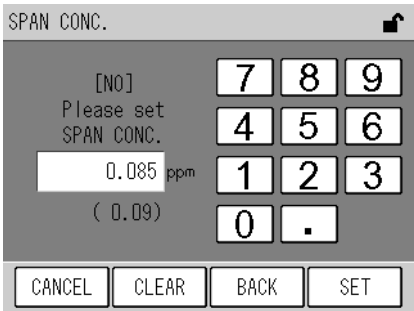 SPAN CONC.
[NO]
Please set
SPAN CONC.
0.085 ppm
( 0.09)
7 8 9
4 5 6
1 2 3
0 .
CANCEL CLEAR BACK SET